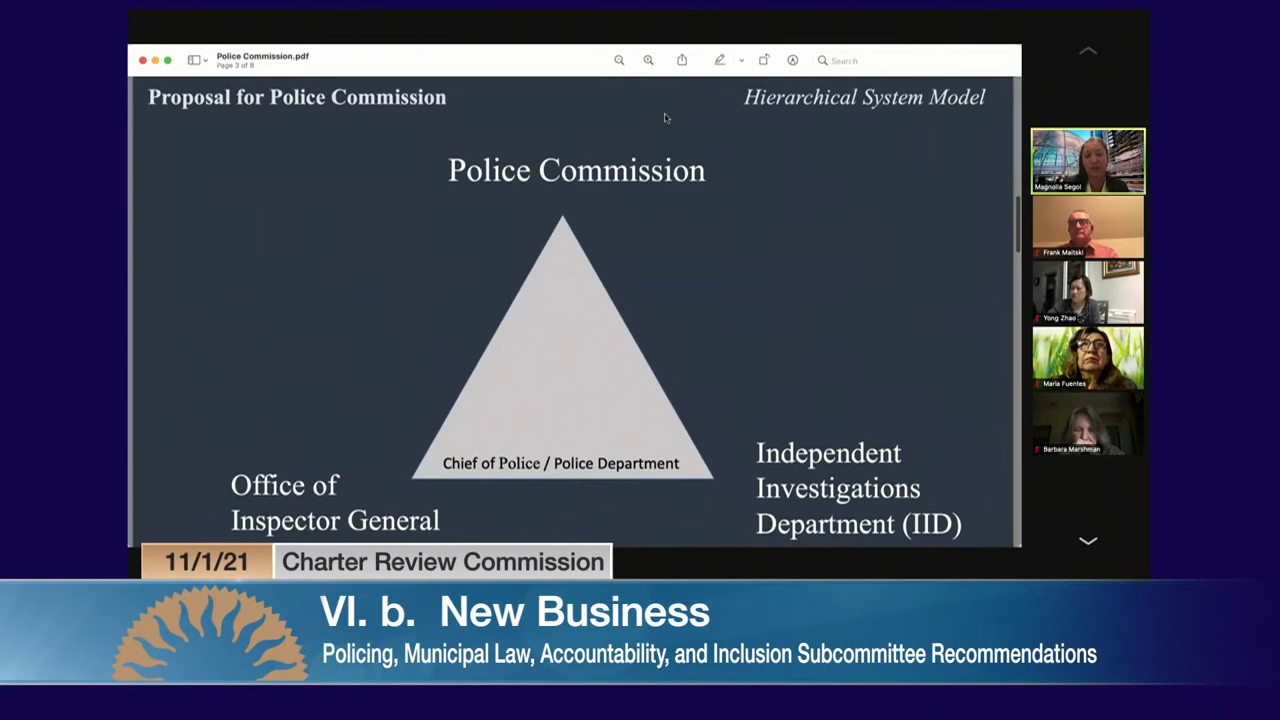 Police Commission.pdf
Page 3 of 8
Search
Proposal for Police Commission
Hierarchical System Model
Police Commission
Chief of Police / Police Department
Office of
Inspector General
Independent
Investigations
Department (IID)
Magnolia Segol
Frank Maitski
Yong Zhao
Maria Fuentes
Barbara Marshman
11/1/21
Charter Review Commission
VI. b. New Business
Policing, Municipal Law, Accountability, and Inclusion Subcommittee Recommendations